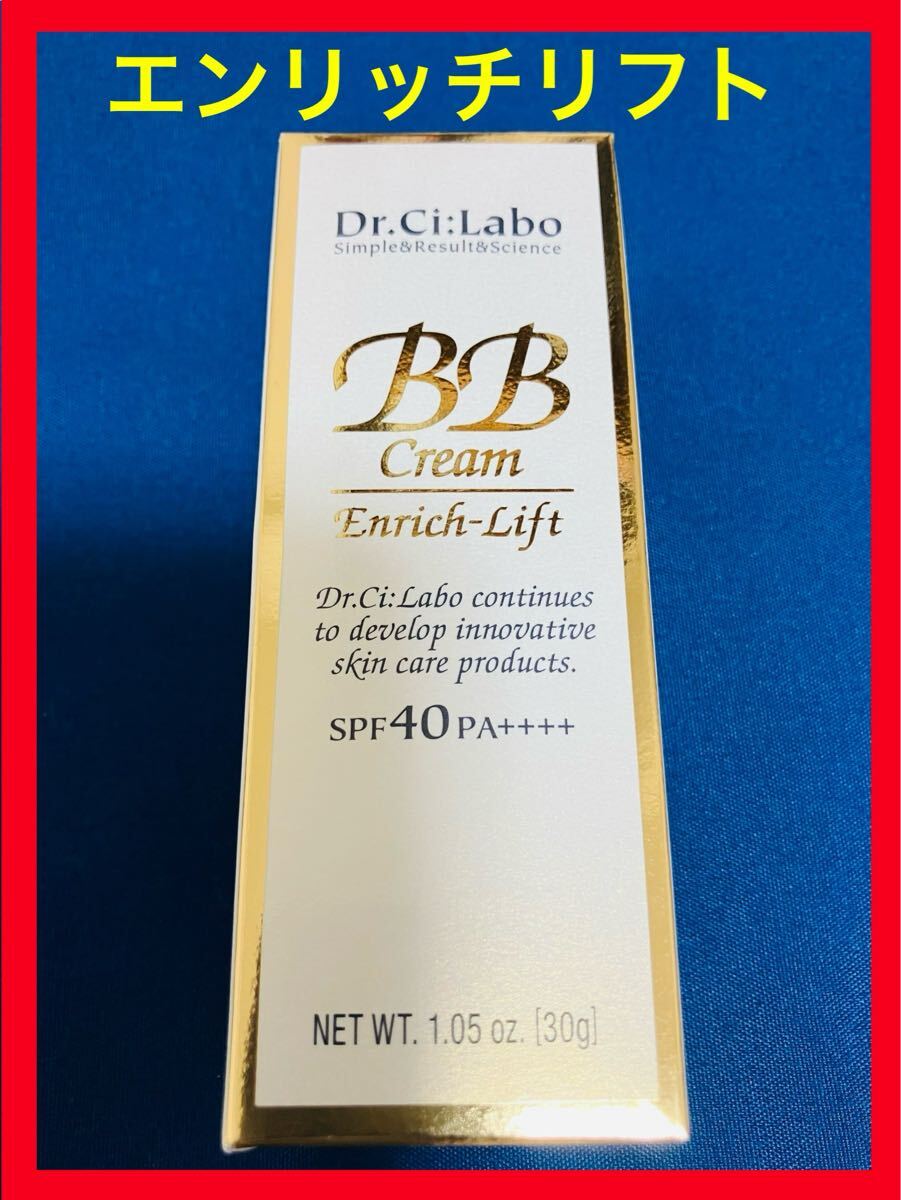 エンリッチリフト
Dr.Ci:Labo
Simple&Result&Science
BB
Cream
Enrich-Lift
Dr.Ci:Labo continues
to develop innovative
skin care products.
SPF40 PA++++
NET WT. 1.05 oz. [30g]